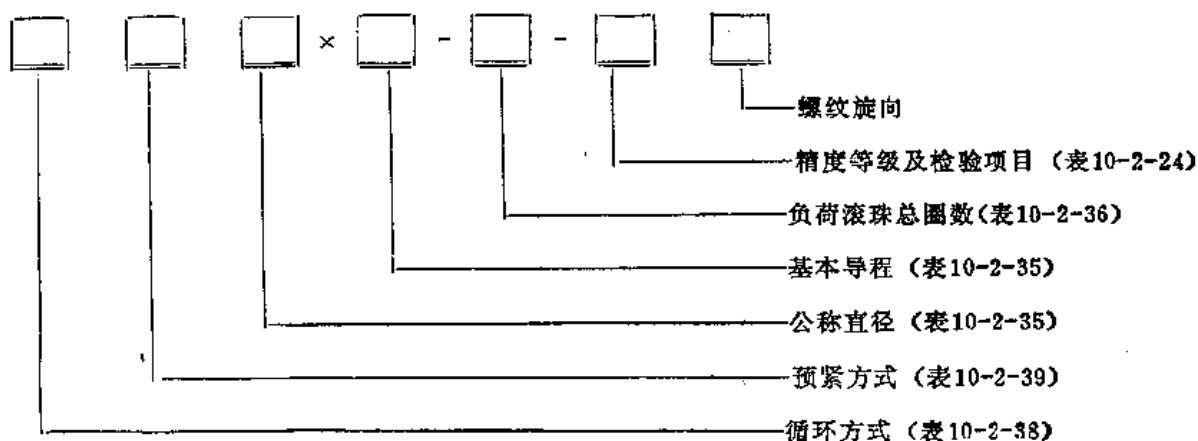 × - -
螺纹旋向
精度等级及检验项目（表10-2-24）
负荷滚珠总圈数(表10-2-36)
基本导程（表10-2-35）
公称直径（表10-2-35）
预紧方式（表10-2-39）
循环方式（表10-2-38）